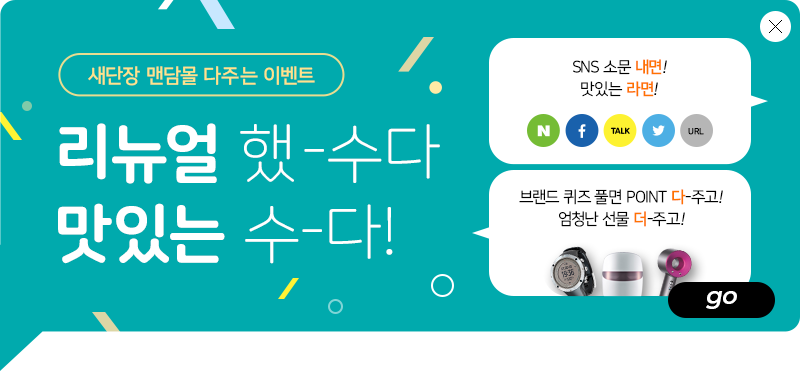 새단장 맨담몰 다주는 이벤트
리뉴얼 했-수다
맛있는 수-다!
SNS 소문 내면!
맛있는 라면!
N f TALK URL
브랜드 퀴즈 풀면 POINT 다-주고!
엄청난 선물 더-주고!
go